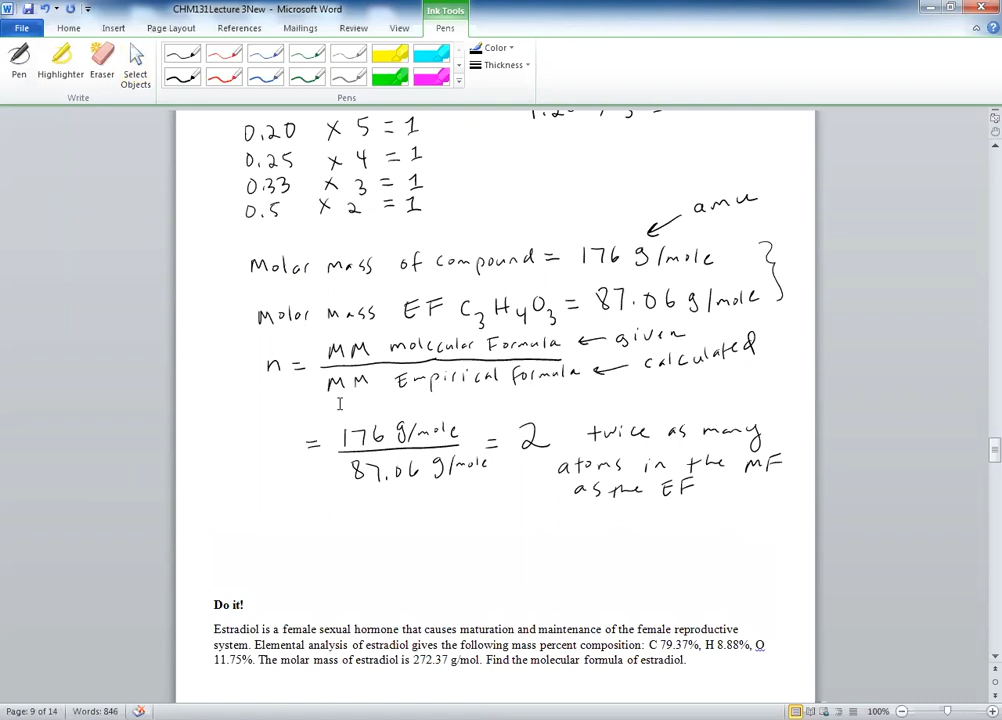 CHM131Lecture 3New - Microsoft Word
Ink Tools
File Home Insert Page Layout References Mailings Review View Pens
Pen Highlighter Eraser Select Objects
Color
Thickness
Write Pens
0.20 x 5 = 1
0.25 x 4 = 1
0.33 x 3 = 1
0.5 x 2 = 1
amu
Molar mass of compound = 176 g/mole
Molar mass EF C3H4O3 = 87.06 g/mole
n = MM molecular Formula ← given
MM Empirical formula ← calculated
= 176 g/mole = 2 twice as many
87.06 g/mole atoms in the MF
as the EF
Do it!
Estradiol is a female sexual hormone that causes maturation and maintenance of the female reproductive
system. Elemental analysis of estradiol gives the following mass percent composition: C 79.37%, H 8.88%, O
11.75%. The molar mass of estradiol is 272.37 g/mol. Find the molecular formula of estradiol.
Page: 9 of 14 Words: 846 100%